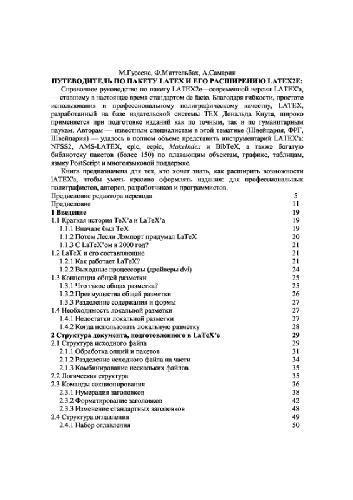 М.Гуссенс, Ф.Миттельбах, А.Самарин
ПУТЕВОДИТЕЛЬ ПО ПАКЕТУ LATEX И ЕГО РАСШИРЕНИЮ LATEX2E:
Справочное руководство по пакету LATEX'2e—современной версии LATEX'а,
ставшему в настоящее время стандартом de facto. Благодаря гибкости, простоте
использования и профессиональному полиграфическому качеству, LATEX,
разработанный на базе издательской системы TEX Дональда Кнута, широко
применяется при подготовке изданий как по точным, так и по гуманитарным
наукам. Авторам — известным специалистам в этой тематике (Швейцария, ФРГ,
Швейцария) — удалось в полном объеме представить инструментарий LATEX'а:
NFSS2, AMS-LATEX, epic, eepic, MakeIndex и BibTeX, а также богатую
библиотеку пакетов (более 150) по плавающим объектам, графике, таблицам,
языку PostScript и многоязыковой поддержке.
Книга предназначена для тех, кто хочет знать, как расширить возможности
lATEX'а, чтобы уметь красиво оформлять издание для профессиональных
полиграфистов, авторов, разработчиков и программистов.
Предисловие редактора перевода 5
Предисловие 11
1 Введение 19
1.1 Краткая история ТеХ'а и LaTeX'а 19
1.1.1 Вначале был ТеХ 19
1.1.2 Потом Лесли Лэмпорт придумал LaTeX 20
1.1.3 С LaTeX'ом в 2000 год? 21
1.2 LaTeX и его составляющие 21
1.2.1 Как работает LaTeX? 21
1.2.2 Выходные процессоры (драйверы dvi) 24
1.3 Концепция общей разметки 25
1.3.1 Что такое общая разметка? 25
1.3.2 Преимущества общей разметки 26
1.3.3 Разделение содержания и формы 27
1.4 Необходимость локальной разметки 27
1.4.1 Недостатки локальной разметки 27
1.4.2 Когда использовать локальную разметку 28
2 Структура документа, подготовленного в LaTeX'е 29
2.1 Структура исходного файла 29
2.1.1 Обработка опций и пакетов 31
2.1.2 Разделение исходного файла на части 34
2.1.3 Комбинирование нескольких файлов 35
2.2 Логическая структура 35
2.3 Команды секционирования 36
2.3.1 Нумерация заголовков 38
2.3.2 Форматирование заголовков 42
2.3.3 Изменение стандартных заголовков 48
2.4 Структура оглавления 49
2.4.1 Набор оглавления 50